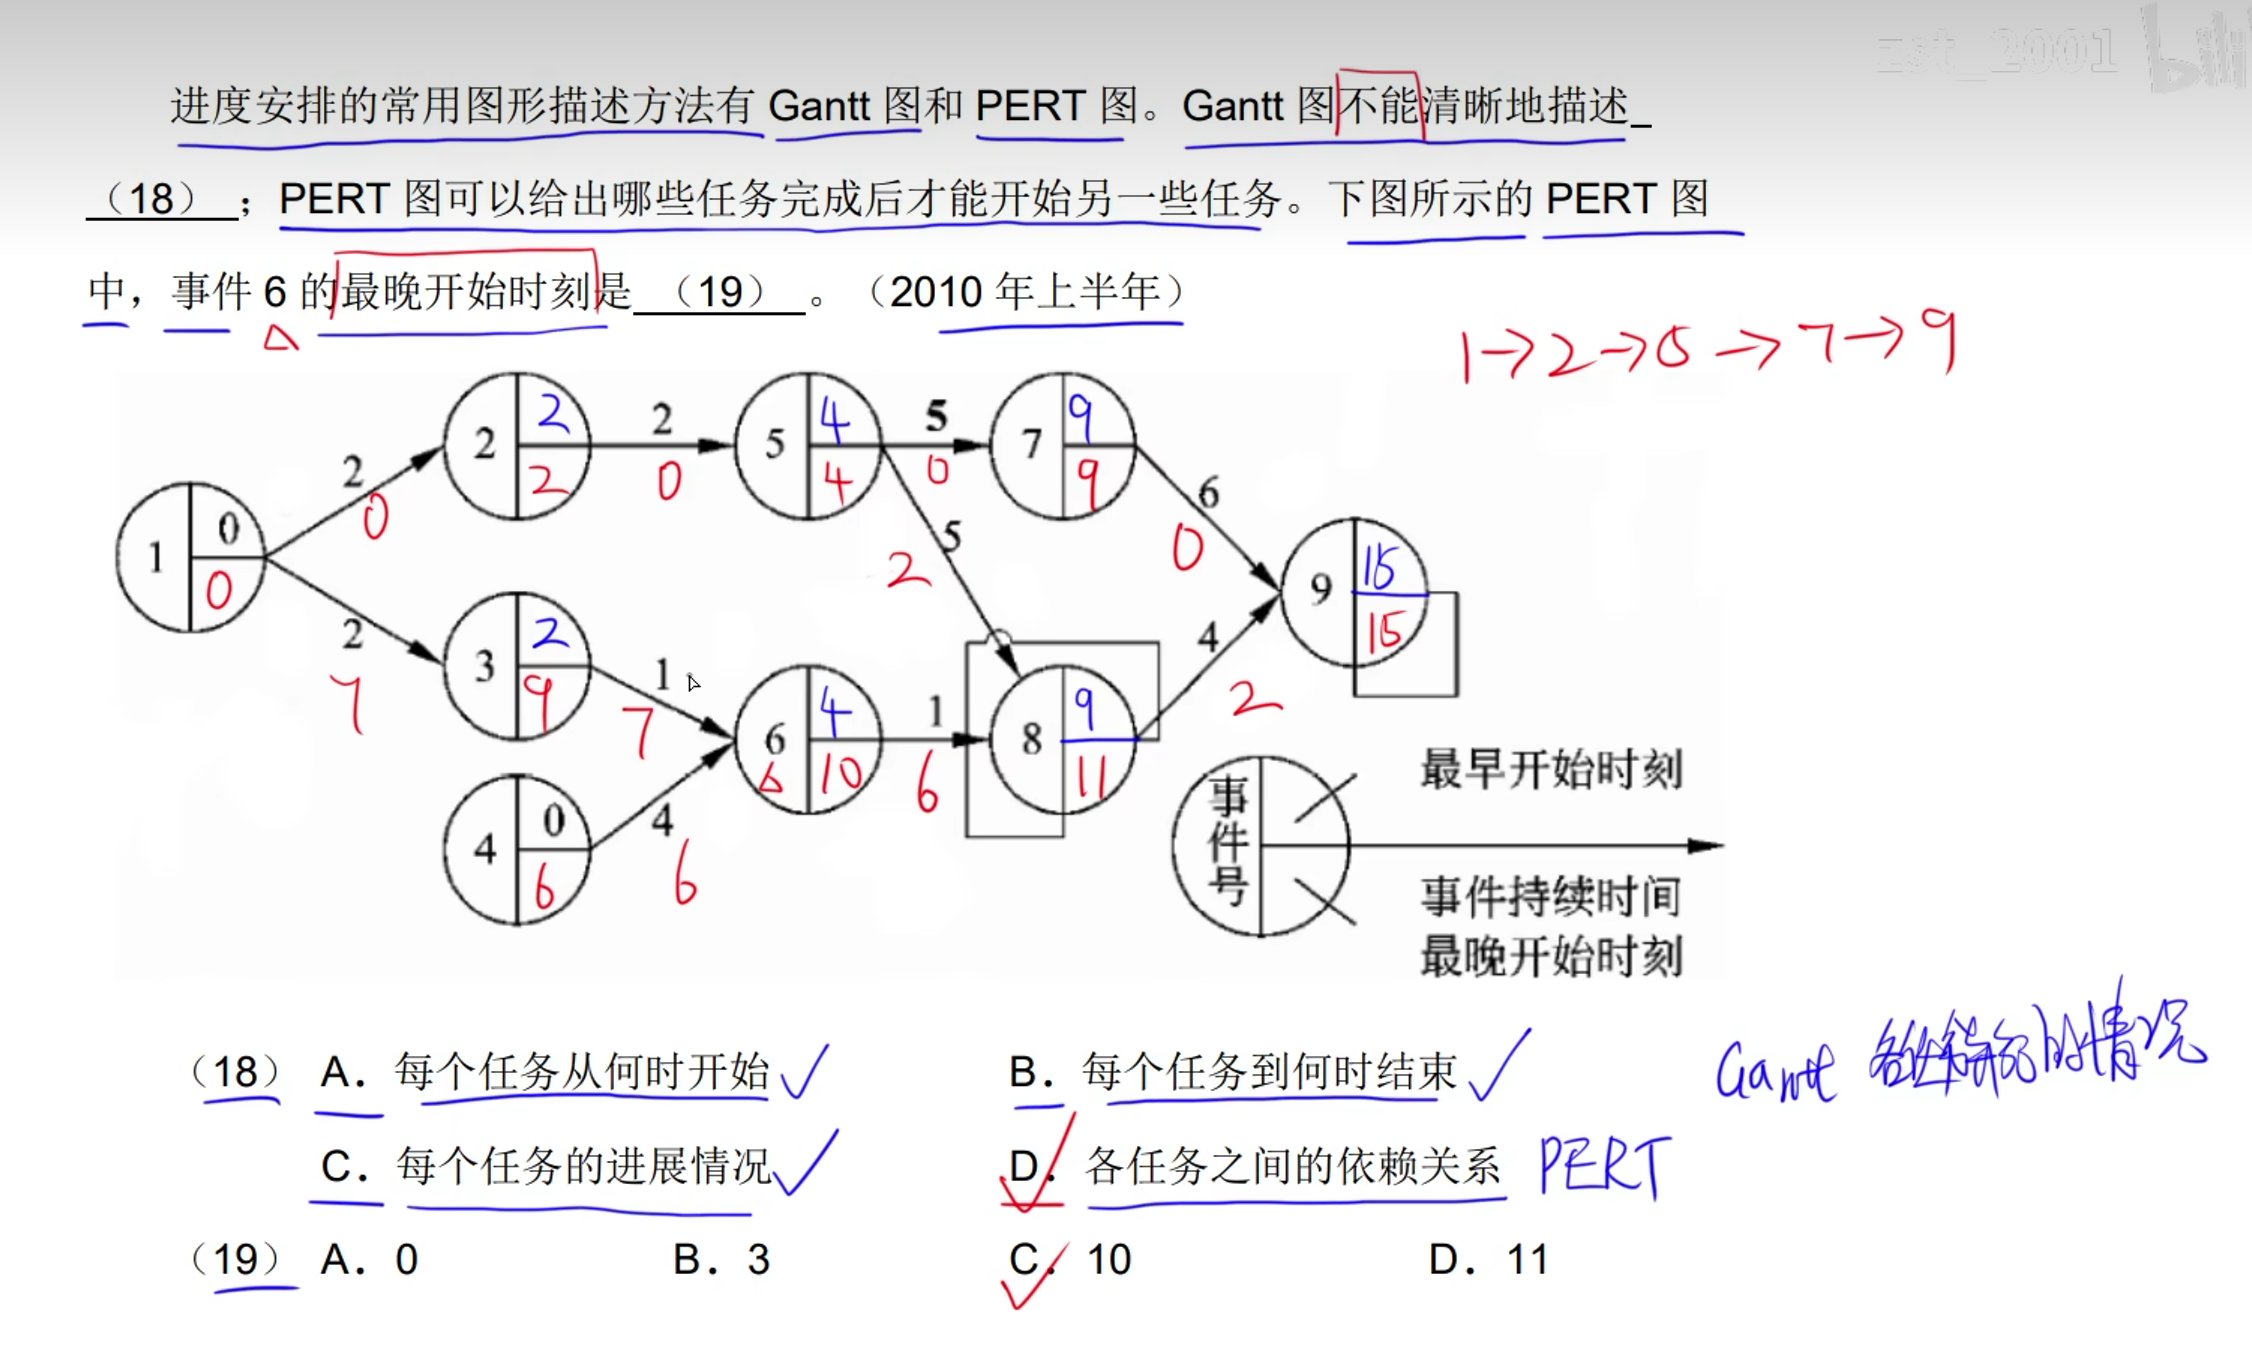 zst_2001 bili
进度安排的常用图形描述方法有 Gantt 图和 PERT 图。Gantt 图不能清晰地描述
（18）；PERT 图可以给出哪些任务完成后才能开始另一些任务。下图所示的 PERT 图
中，事件 6 的最晚开始时刻是 （19） 。（2010 年上半年）
1→2→5→7→9
2 2 2
2
0
5 4 4
5
0
7 9 9
2
0
6
0
1 0 0
5
2
9 15 15
2
7
3 2 9
1
7
4
2
6 4 10
1
6
8 9 11
4 0 6
4
6
事件号
最早开始时刻
事件持续时间
最晚开始时刻
（18） A． 每个任务从何时开始 B． 每个任务到何时结束
Gantt 的情况
C． 每个任务的进展情况 D． 各任务之间的依赖关系 PERT
（19） A．0 B．3 C．10 D．11